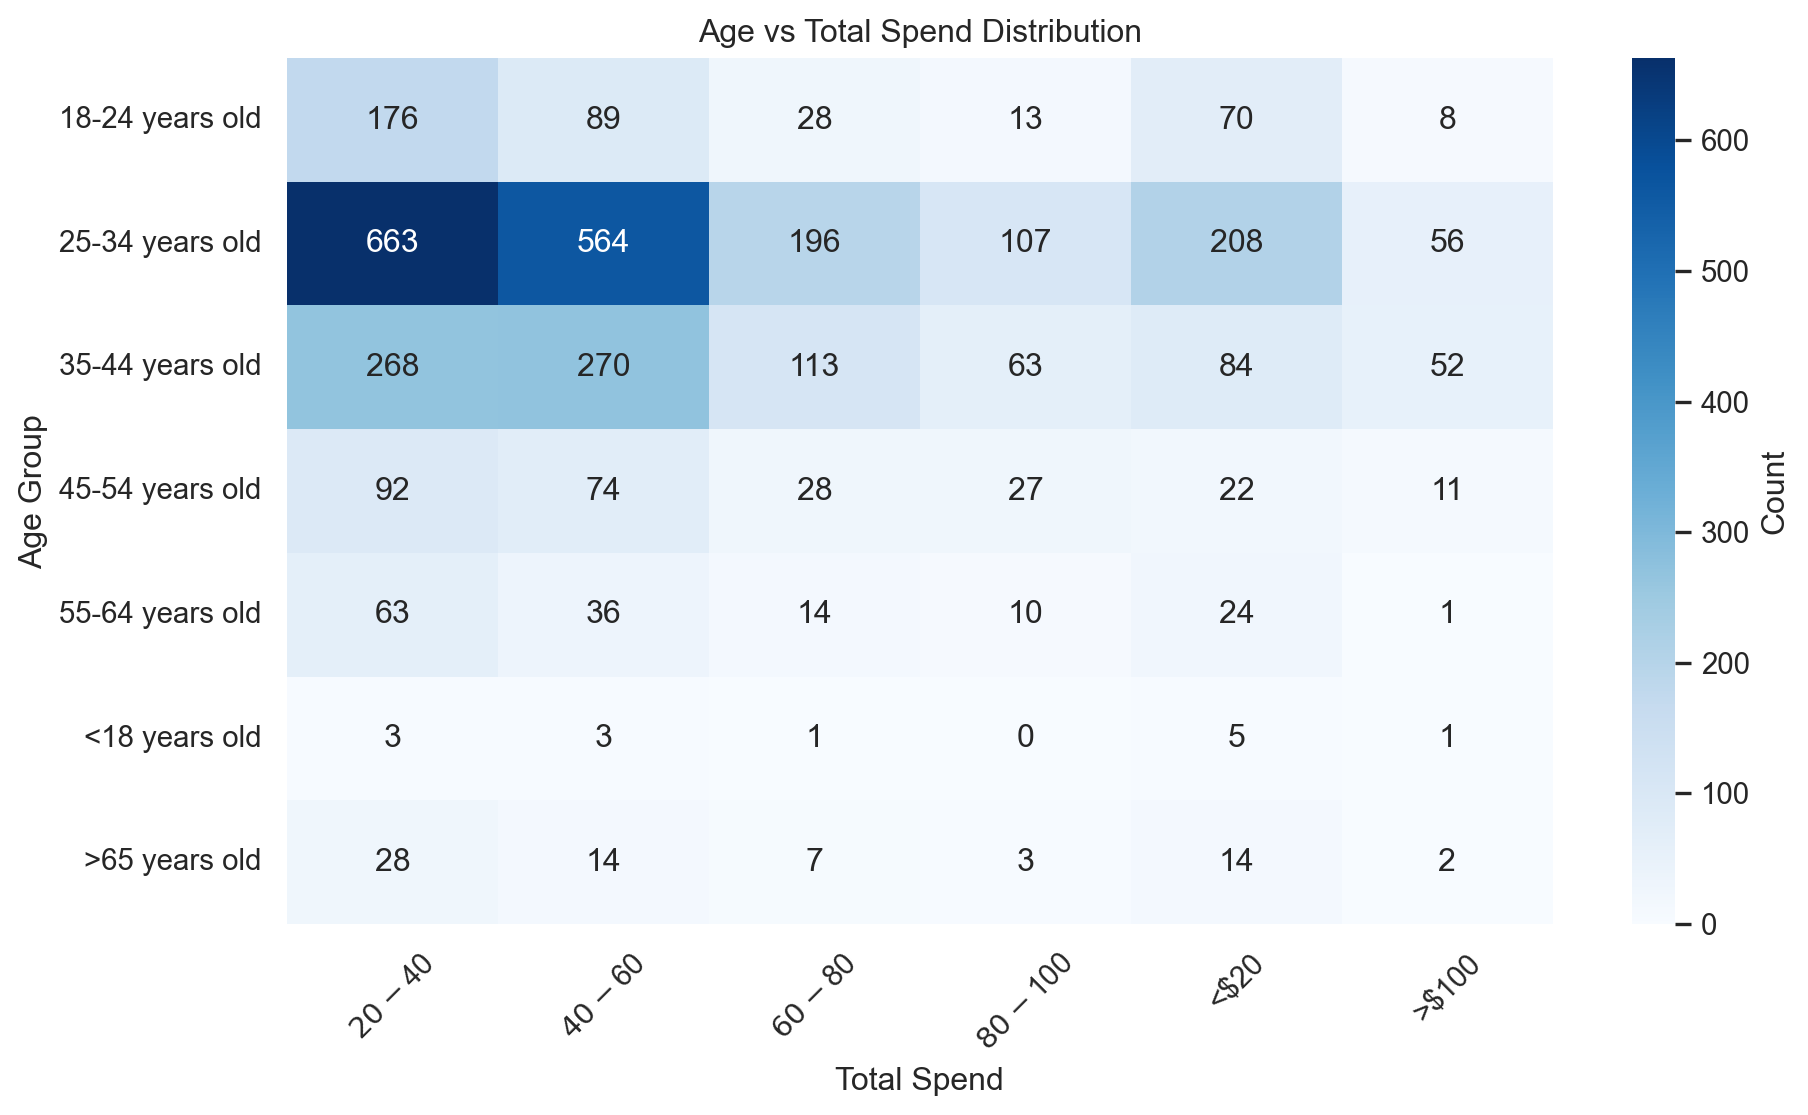 Age vs Total Spend Distribution
Age Group
18-24 years old 176 89 28 13 70 8
25-34 years old 663 564 196 107 208 56
35-44 years old 268 270 113 63 84 52
45-54 years old 92 74 28 27 22 11
55-64 years old 63 36 14 10 24 1
<18 years old 3 3 1 0 5 1
>65 years old 28 14 7 3 14 2
20 − 40 40 − 60 60 − 80 80 − 100 <$20 >$100
Total Spend
600
500
400
300
200
100
0
Count